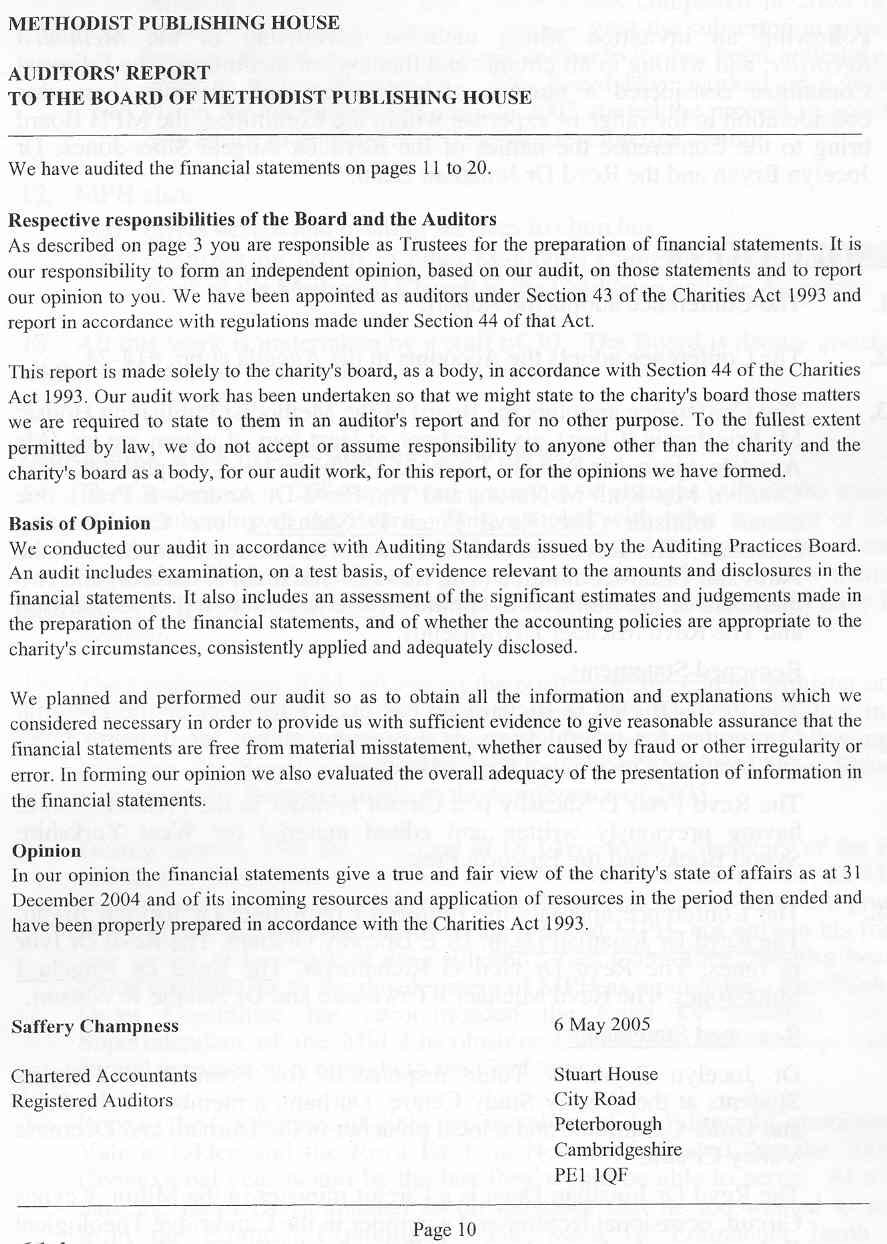 METHODIST PUBLISHING HOUSE
AUDITORS' REPORT
TO THE BOARD OF METHODIST PUBLISHING HOUSE
We have audited the financial statements on pages 11 to 20.
Respective responsibilities of the Board and the Auditors
As described on page 3 you are responsible as Trustees for the preparation of financial statements. It is
our responsibility to form an independent opinion, based on our audit, on those statements and to report
our opinion to you. We have been appointed as auditors under Section 43 of the Charities Act 1993 and
report in accordance with regulations made under Section 44 of that Act.
This report is made solely to the charity's board, as a body, in accordance with Section 44 of the Charities
Act 1993. Our audit work has been undertaken so that we might state to the charity's board those matters
we are required to state to them in an auditor's report and for no other purpose. To the fullest extent
permitted by law, we do not accept or assume responsibility to anyone other than the charity and the
charity's board as a body, for our audit work, for this report, or for the opinions we have formed.
Basis of Opinion
We conducted our audit in accordance with Auditing Standards issued by the Auditing Practices Board.
An audit includes examination, on a test basis, of evidence relevant to the amounts and disclosures in the
financial statements. It also includes an assessment of the significant estimates and judgements made in
the preparation of the financial statements, and of whether the accounting policies are appropriate to the
charity's circumstances, consistently applied and adequately disclosed.
We planned and performed our audit so as to obtain all the information and explanations which we
considered necessary in order to provide us with sufficient evidence to give reasonable assurance that the
financial statements are free from material misstatement, whether caused by fraud or other irregularity or
error. In forming our opinion we also evaluated the overall adequacy of the presentation of information in
the financial statements.
Opinion
In our opinion the financial statements give a true and fair view of the charity's state of affairs as at 31
December 2004 and of its incoming resources and application of resources in the period then ended and
have been properly prepared in accordance with the Charities Act 1993.
Saffery Champness
6 May 2005
Chartered Accountants
Registered Auditors
Stuart House
City Road
Peterborough
Cambridgeshire
PE1 1QF
Page 10